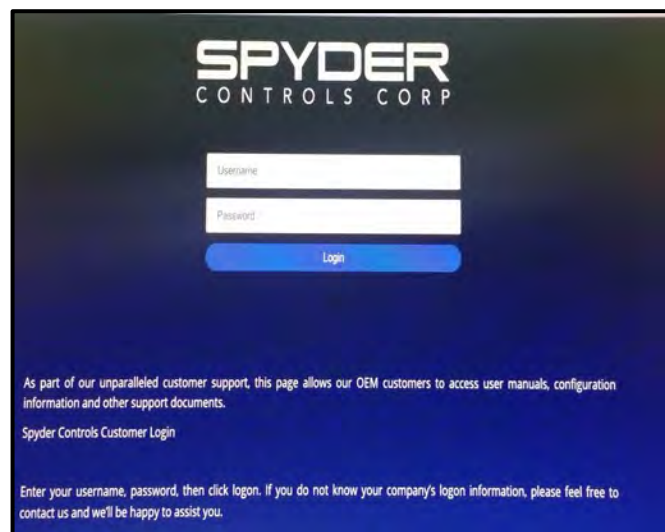 SPYDER
CONTROLS CORP
Username
Password
Login
As part of our unparalleled customer support, this page allows our OEM customers to access user manuals, configuration
information and other support documents.
Spyder Controls Customer Login
Enter your username, password, then click logon. If you do not know your company's logon information, please feel free to
contact us and we'll be happy to assist you.